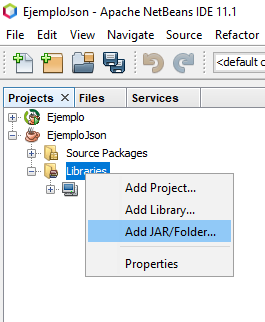 EjemploJson - Apache NetBeans IDE 11.1
File Edit View Navigate Source Refactor
<default c
Projects × Files Services
Ejemplo
EjemploJson
Source Packages
Libraries
Add Project...
Add Library...
Add JAR/Folder...
Properties